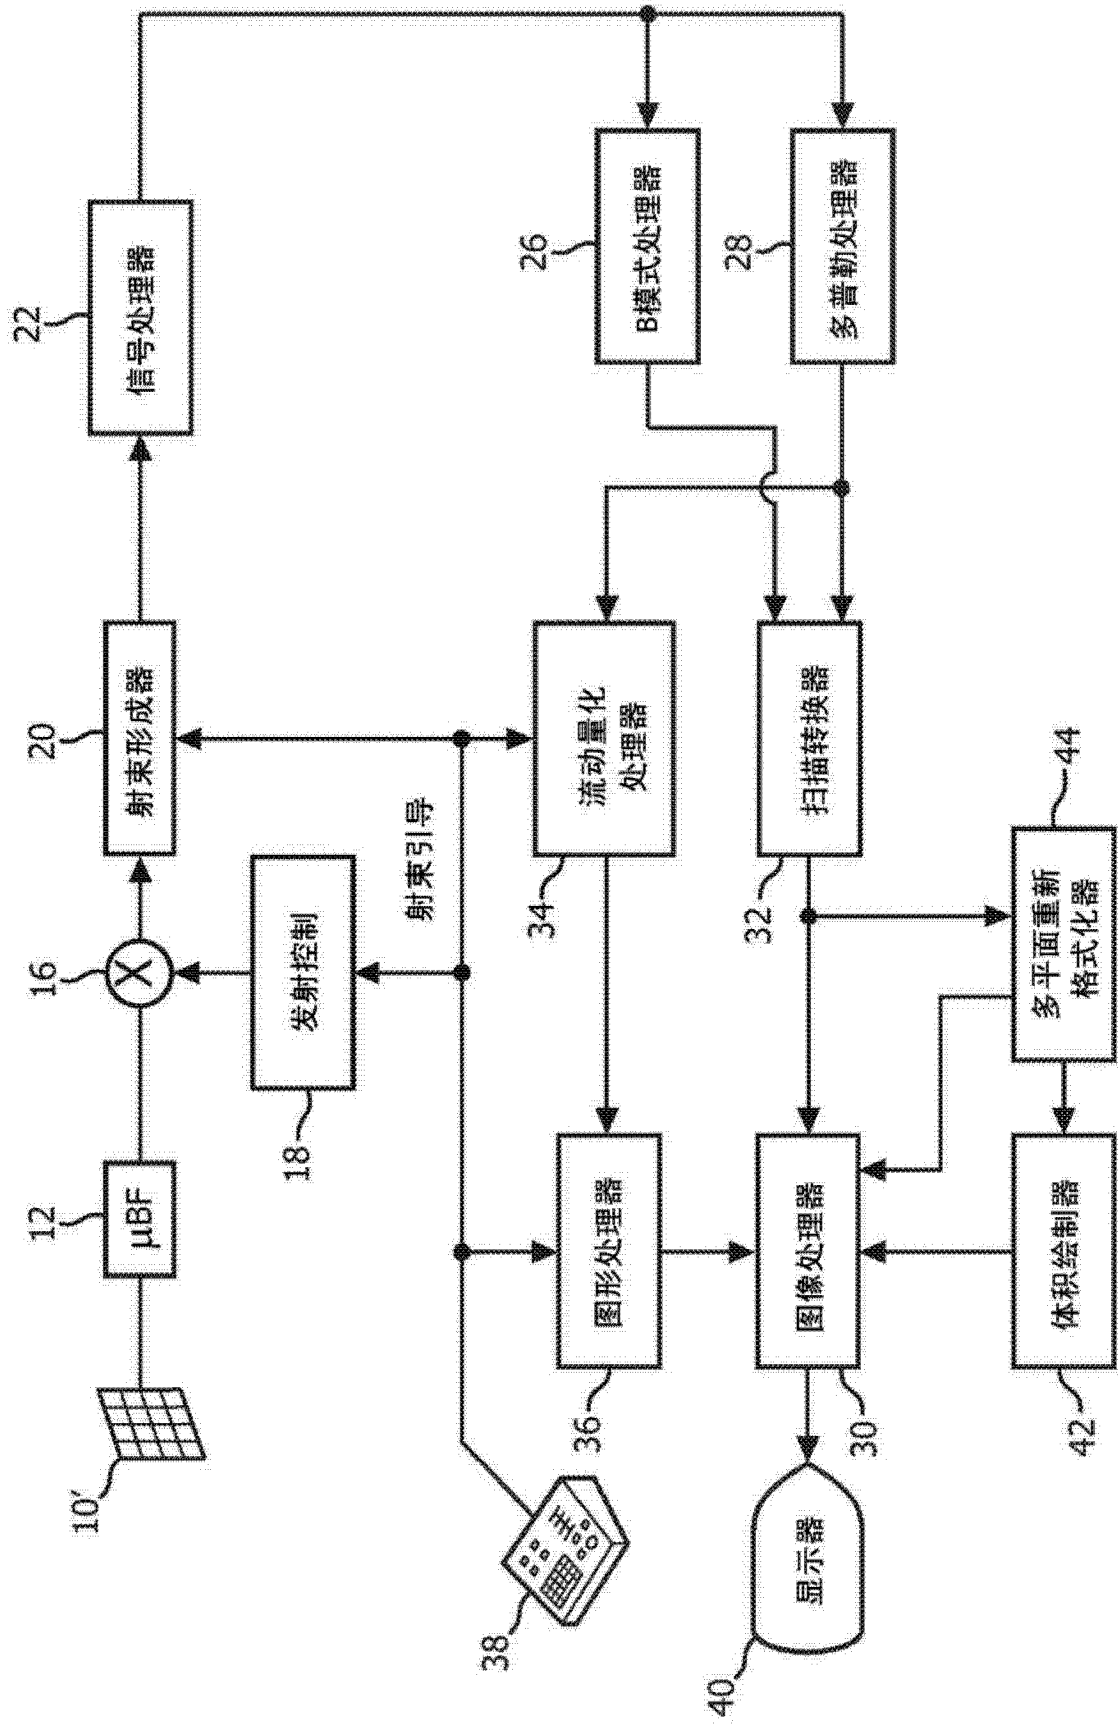 10'
12
μBF
16
X
20
射束形成器
22
信号处理器
18
发射控制
射束引导
26
B模式处理器
28
多普勒处理器
34
流动量化
处理器
32
扫描转换器
36
图形处理器
30
图像处理器
38
40
显示器
44
多平面重新
格式化器
42
体积绘制器